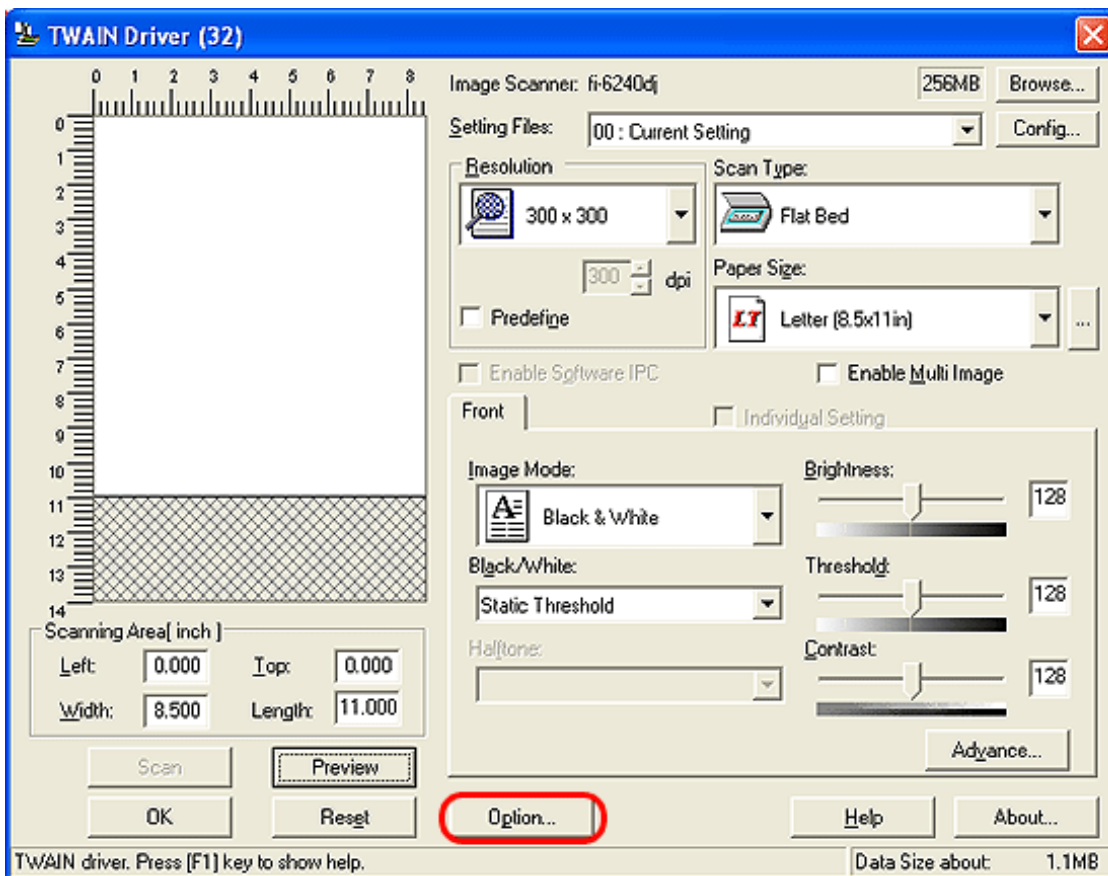 TWAIN Driver (32)
0 1 2 3 4 5 6 7 8
0
1
2
3
4
5
6
7
8
9
10
11
12
13
14
Image Scanner: fi-6240dj 256MB Browse...
Setting Files: 00 : Current Setting Config...
Resolution
300 x 300
300 dpi
Predefine
Scan Type:
Flat Bed
Paper Size:
LT Letter (8.5x11in) ...
Enable Software IPC Enable Multi Image
Front Individual Setting
Image Mode:
A Black & White
Black/White:
Static Threshold
Halftone:
Brightness:
128
Threshold:
128
Contrast:
128
Advance...
Scanning Area[ inch ]
Left: 0.000 Top: 0.000
Width: 8.500 Length: 11.000
Scan Preview
OK Reset Option... Help About...
TWAIN driver. Press [F1] key to show help. Data Size about: 1.1MB